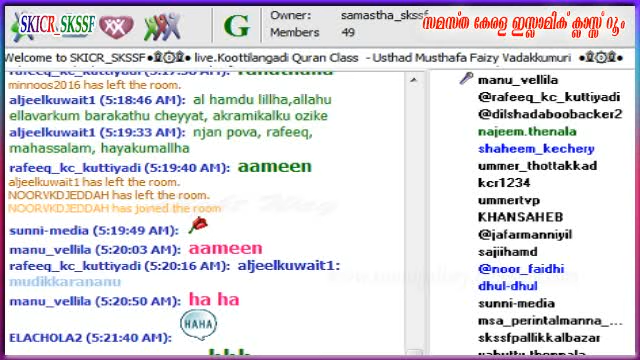 SKICR_SKSSF
G
Owner: samastha_skssf
Members 49
സമസ്ത കേരള ഇസ്ലാമിക് ക്ലാസ്സ് റൂം
Welcome to SKICR_SKSSF●۩۞۩● live.Koottilangadi Quran Class - Usthad Musthafa Faizy Vadakkumuri ●۩۞۩●
rafeeq_kc_kuttiyadi
minnoos2016 has left the room.
aljeelkuwait1 (5:18:46 AM): al hamdu lillha,allahu
ellavarkum barakathu cheyyat, akramikalku ozike
aljeelkuwait1 (5:19:33 AM): njan pova, rafeeq,
mahassalam, hayakumallha
rafeeq_kc_kuttiyadi (5:19:40 AM): aameen
aljeelkuwait1 has left the room.
NOORVKDJEDDAH has left the room.
NOORVKDJEDDAH has joined the room.
sunni-media (5:19:49 AM):
manu_vellila (5:20:03 AM): aameen
rafeeq_kc_kuttiyadi (5:20:16 AM): aljeelkuwait1:
mudikkarananu
manu_vellila (5:20:50 AM): ha ha
HAHA
ELACHOLA2 (5:21:40 AM):
hhh
manu_vellila
@rafeeq_kc_kuttiyadi
@dilshadaboobacker2
najeem.thenala
shaheem_kechery
ummer_thottakkad
kcr1234
ummertvp
KHANSAHEB
@jafarmanniyil
sajiihamd
@noor_faidhi
dhul-dhul
sunni-media
msa_perintalmanna_...
skssfpallikkalbazar